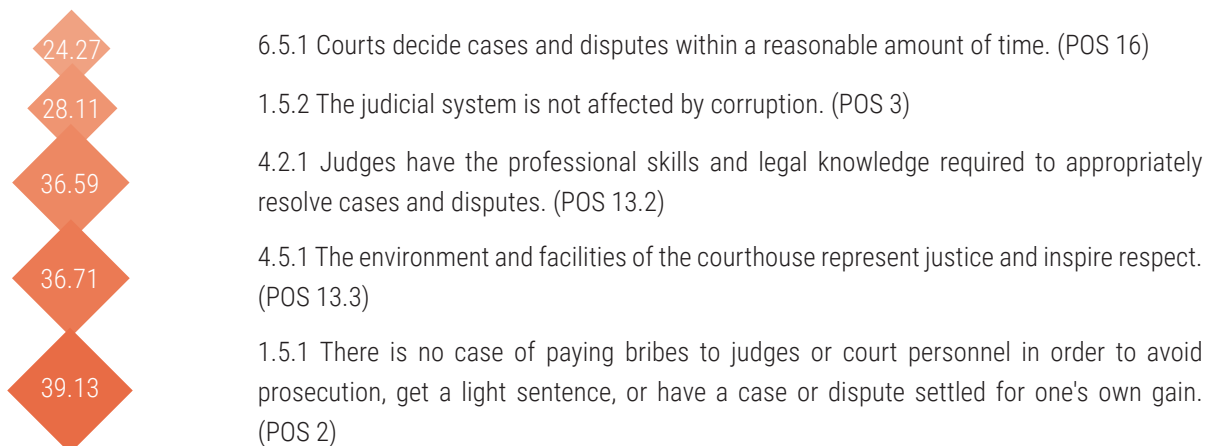 24.27
6.5.1 Courts decide cases and disputes within a reasonable amount of time. (POS 16)
28.11
1.5.2 The judicial system is not affected by corruption. (POS 3)
36.59
4.2.1 Judges have the professional skills and legal knowledge required to appropriately
resolve cases and disputes. (POS 13.2)
36.71
4.5.1 The environment and facilities of the courthouse represent justice and inspire respect.
(POS 13.3)
39.13
1.5.1 There is no case of paying bribes to judges or court personnel in order to avoid
prosecution, get a light sentence, or have a case or dispute settled for one's own gain.
(POS 2)